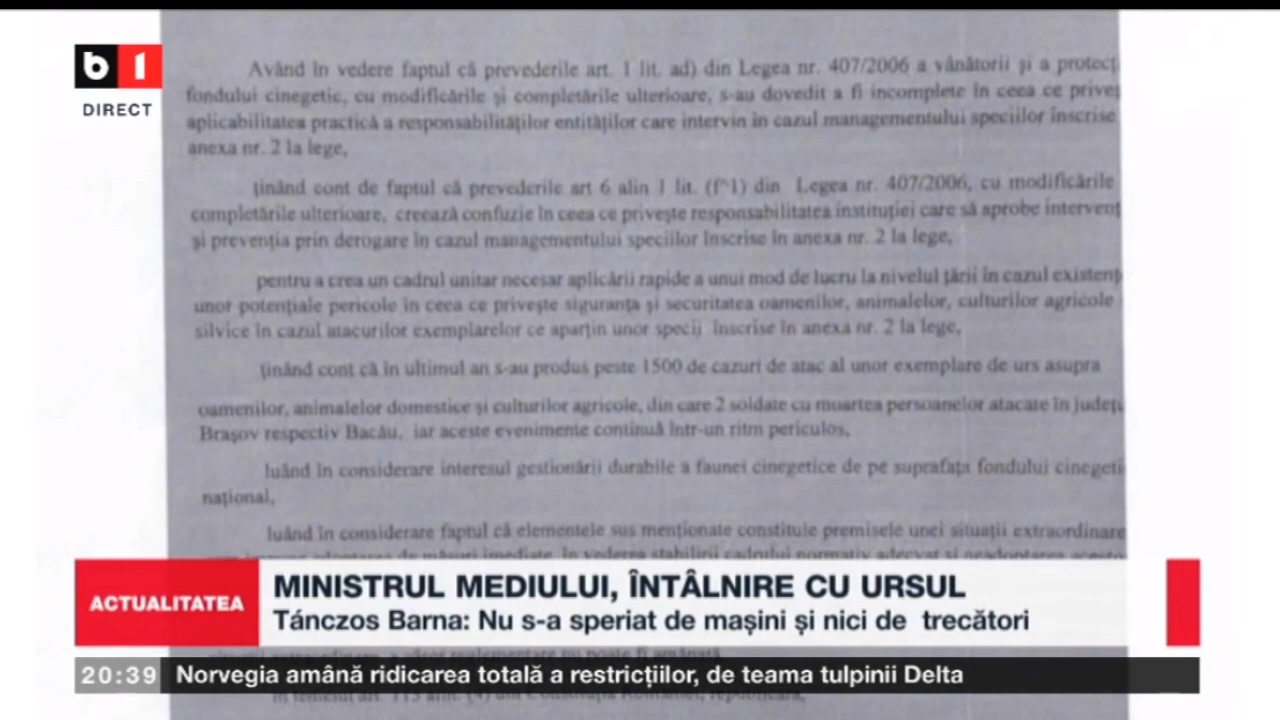 b 1
DIRECT
Având în vedere faptul că prevederile art. 1 lit. ad) din Legea nr. 407/2006 a vânătorii și a protecț
fondului cinegetic, cu modificările și completările ulterioare, s-au dovedit a fi incomplete în ceea ce priveș
aplicabilitatea practică a responsabilităților entităților care intervin în cazul managementului speciilor înscrise
anexa nr. 2 la lege,
ținând cont de faptul că prevederile art 6 alin 1 lit. (f^1) din Legea nr. 407/2006, cu modificările
completările ulterioare, creează confuzie în ceea ce privește responsabilitatea instituției care să aprobe intervenț
și prevenția prin derogare în cazul managementului speciilor înscrise în anexa nr. 2 la lege,
pentru a crea un cadrul unitar necesar aplicării rapide a unui mod de lucru la nivelul țării în cazul existenț
unor potențiale pericole în ceea ce privește siguranța și securitatea oamenilor, animalelor, culturilor agricole
silvice în cazul atacurilor exemplarelor ce aparțin unor specij înscrise în anexa nr. 2 la lege,
ținând cont că în ultimul an s-au produs peste 1500 de cazuri de atac al unor exemplare de urs asupra
oamenilor, animalelor domestice și culturilor agricole, din care 2 soldate cu moartea persoanelor atacate în județu
Brașov respectiv Bacău, iar aceste evenimente continuă într-un ritm periculos,
luând în considerare interesul gestionării durabile a faunei cinegetice de pe suprafața fondului cinegeti
național,
luând în considerare faptul că elementele sus menționate constituie premisele unei situații extraordinare
ACTUALITATEA
MINISTRUL MEDIULUI, ÎNTÂLNIRE CU URSUL
Tánczos Barna: Nu s-a speriat de mașini și nici de trecători
20:39 Norvegia amână ridicarea totală a restricțiilor, de teama tulpinii Delta